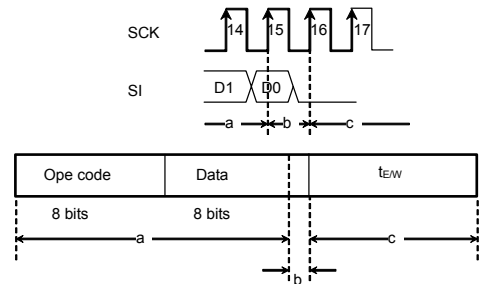 SCK 14 15 16 17
SI D1 D0
a b c
Ope code Data tE/W
8 bits 8 bits
a c
b